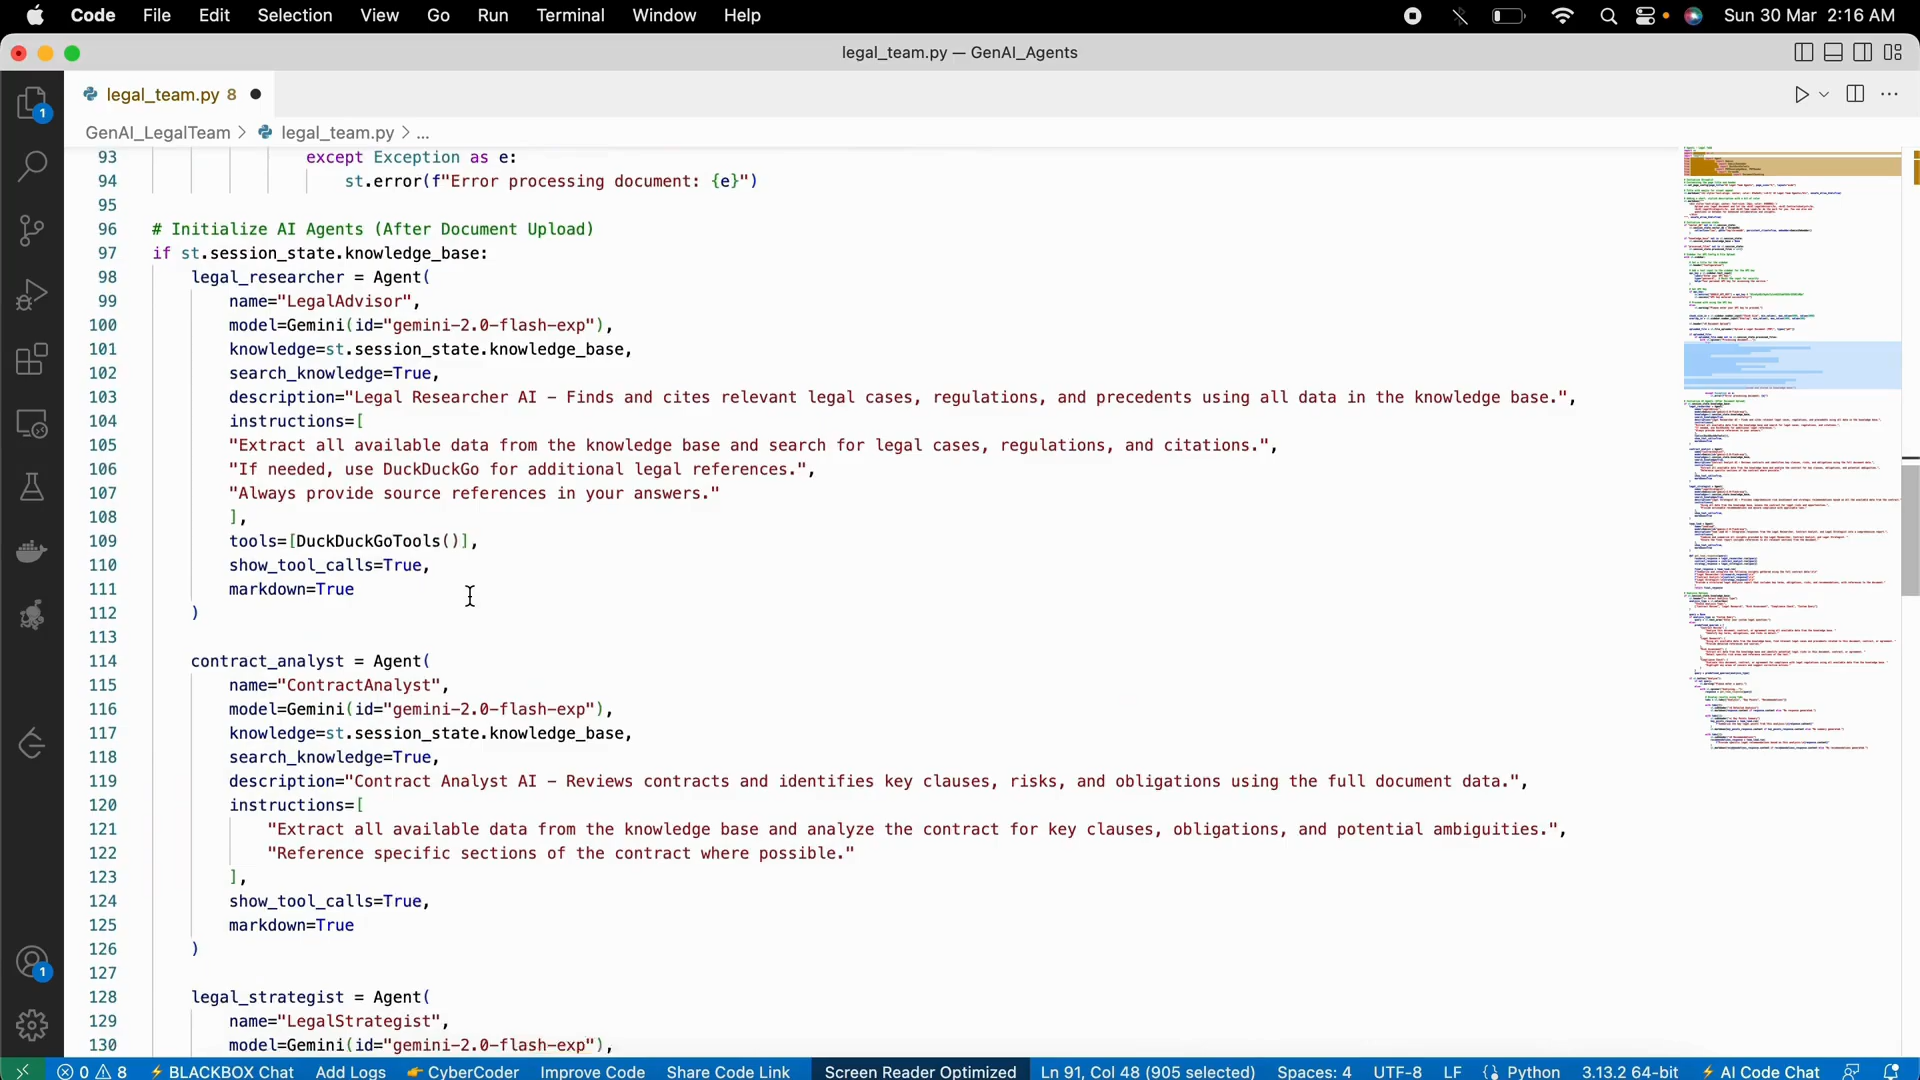 Code File Edit Selection View Go Run Terminal Window Help Sun 30 Mar 2:16 AM
legal_team.py — GenAI_Agents
legal_team.py 8
GenAI_LegalTeam > legal_team.py > ...
93 except Exception as e:
94 st.error(f"Error processing document: {e}")
95
96 # Initialize AI Agents (After Document Upload)
97 if st.session_state.knowledge_base:
98 legal_researcher = Agent(
99 name="LegalAdvisor",
100 model=Gemini(id="gemini-2.0-flash-exp"),
101 knowledge=st.session_state.knowledge_base,
102 search_knowledge=True,
103 description="Legal Researcher AI - Finds and cites relevant legal cases, regulations, and precedents using all data in the knowledge base.",
104 instructions=[
105 "Extract all available data from the knowledge base and search for legal cases, regulations, and citations.",
106 "If needed, use DuckDuckGo for additional legal references.",
107 "Always provide source references in your answers."
108 ],
109 tools=[DuckDuckGoTools()],
110 show_tool_calls=True,
111 markdown=True
112 )
113
114 contract_analyst = Agent(
115 name="ContractAnalyst",
116 model=Gemini(id="gemini-2.0-flash-exp"),
117 knowledge=st.session_state.knowledge_base,
118 search_knowledge=True,
119 description="Contract Analyst AI - Reviews contracts and identifies key clauses, risks, and obligations using the full document data.",
120 instructions=[
121 "Extract all available data from the knowledge base and analyze the contract for key clauses, obligations, and potential ambiguities.",
122 "Reference specific sections of the contract where possible."
123 ],
124 show_tool_calls=True,
125 markdown=True
126 )
127
128 legal_strategist = Agent(
129 name="LegalStrategist",
130 model=Gemini(id="gemini-2.0-flash-exp"),
1
1
0 8 BLACKBOX Chat Add Logs CyberCoder Improve Code Share Code Link Screen Reader Optimized Ln 91, Col 48 (905 selected) Spaces: 4 UTF-8 LF {} Python 3.13.2 64-bit AI Code Chat